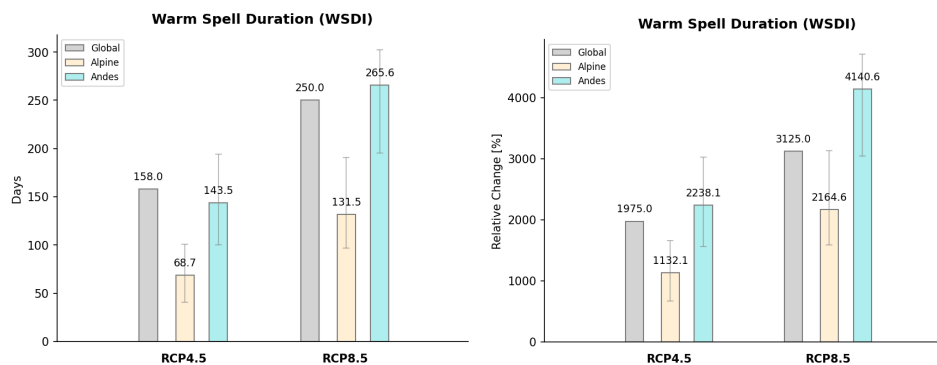 Warm Spell Duration (WSDI)
Days
300
250
200
150
100
50
0
Global
Alpine
Andes
158.0
68.7
143.5
250.0
131.5
265.6
RCP4.5
RCP8.5
Warm Spell Duration (WSDI)
Relative Change [%]
4000
3000
2000
1000
0
Global
Alpine
Andes
1975.0
1132.1
2238.1
3125.0
2164.6
4140.6
RCP4.5
RCP8.5